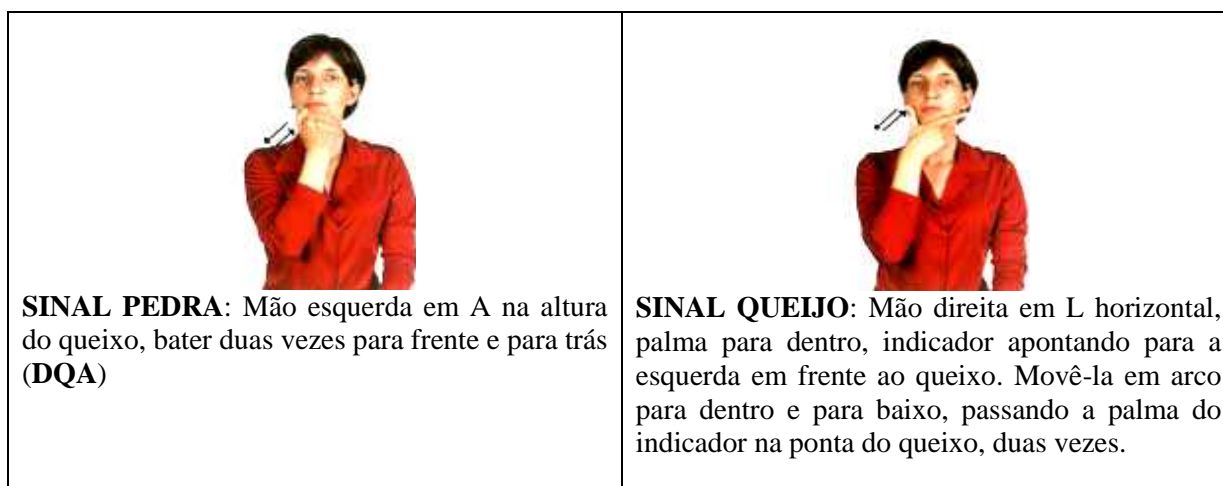 SINAL PEDRA: Mão esquerda em A na altura
do queixo, bater duas vezes para frente e para trás
(DQA)
SINAL QUEIJO: Mão direita em L horizontal,
palma para dentro, indicador apontando para a
esquerda em frente ao queixo. Movê-la em arco
para dentro e para baixo, passando a palma do
indicador na ponta do queixo, duas vezes.